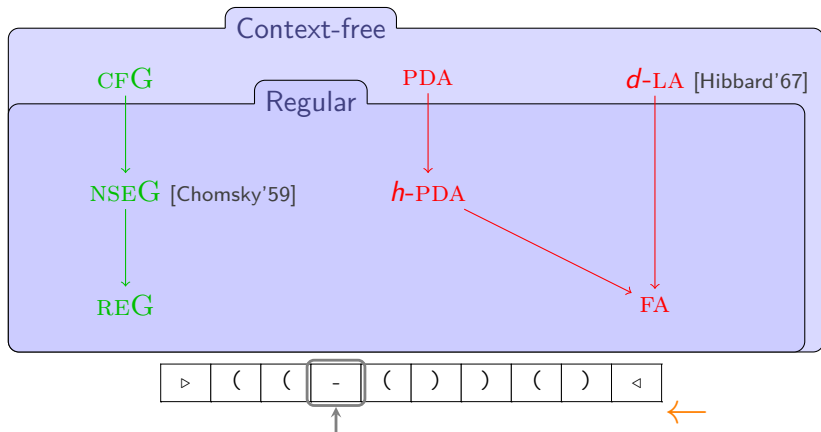 Context-free
CFG PDA d-LA [Hibbard'67]
Regular
NSEG [Chomsky'59] h-PDA
REG FA
▷ ( ( - ( ) ) ( ) ◁